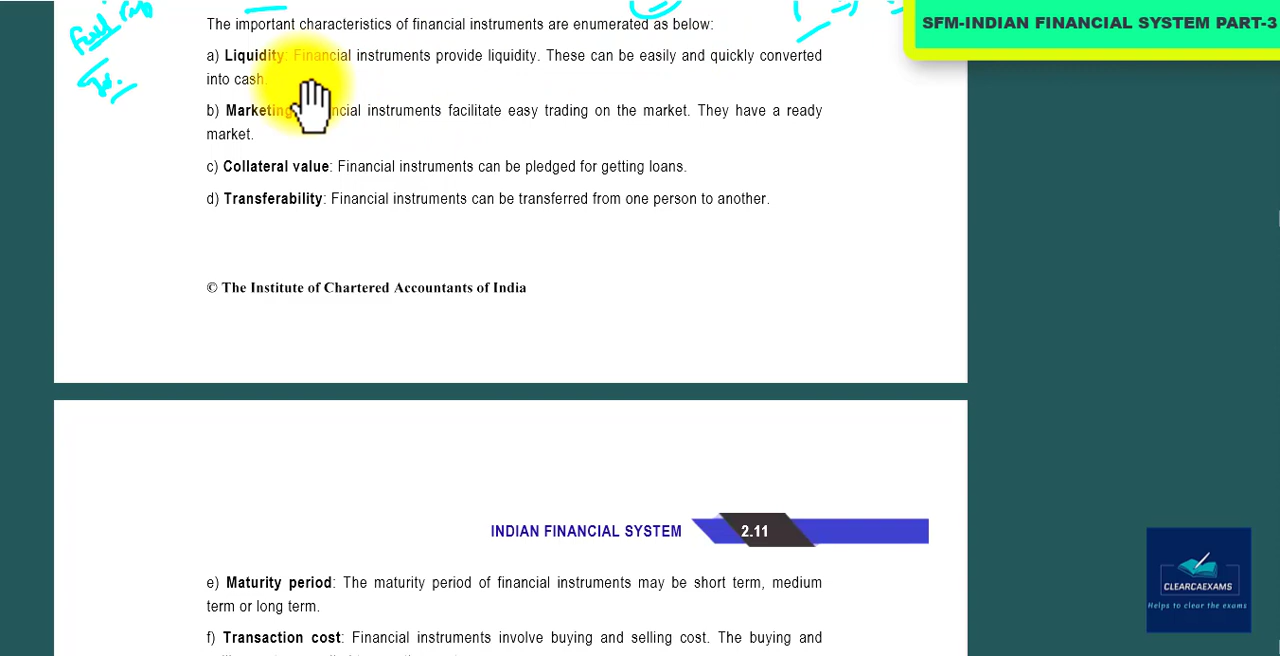 The important characteristics of financial instruments are enumerated as below:
SFM-INDIAN FINANCIAL SYSTEM PART-3
a) Liquidity: Financial instruments provide liquidity. These can be easily and quickly converted
into cash.
b) Marketing ncial instruments facilitate easy trading on the market. They have a ready
market.
c) Collateral value: Financial instruments can be pledged for getting loans.
d) Transferability: Financial instruments can be transferred from one person to another.
© The Institute of Chartered Accountants of India
INDIAN FINANCIAL SYSTEM 2.11
e) Maturity period: The maturity period of financial instruments may be short term, medium
term or long term.
f) Transaction cost: Financial instruments involve buying and selling cost. The buying and
CLEARCAEXAMS
Helps to clear the exams